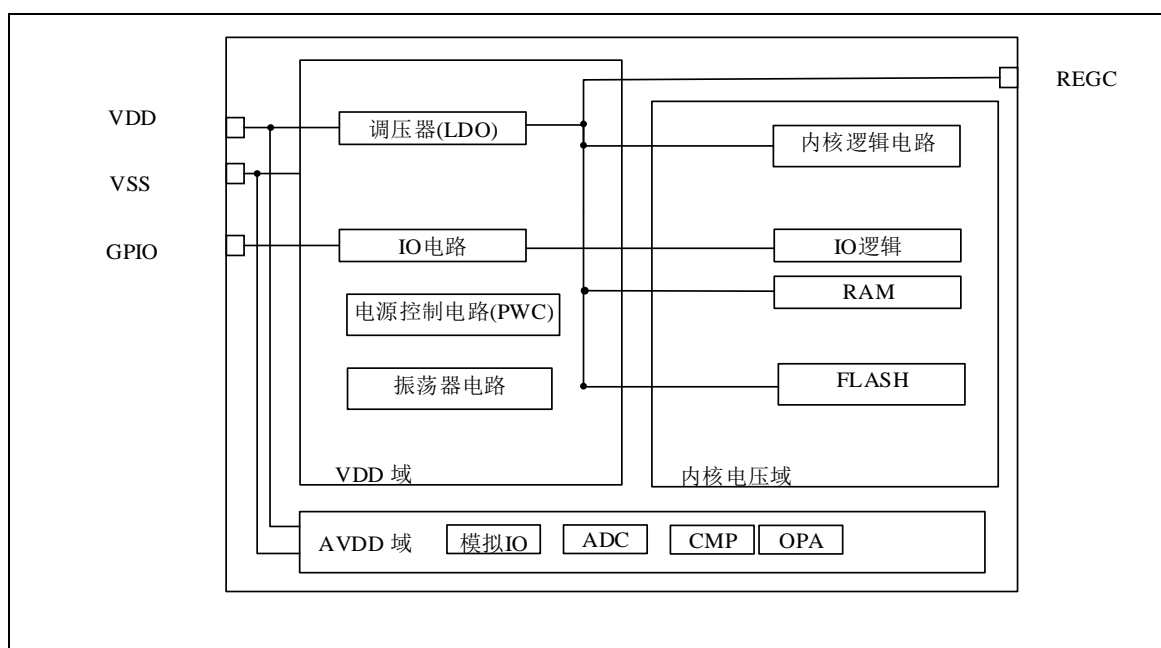 REGC
VDD
调压器(LDO)
内核逻辑电路
VSS
GPIO
IO电路
IO逻辑
RAM
电源控制电路(PWC)
振荡器电路
FLASH
VDD 域
内核电压域
AVDD 域
模拟IO
ADC
CMP
OPA